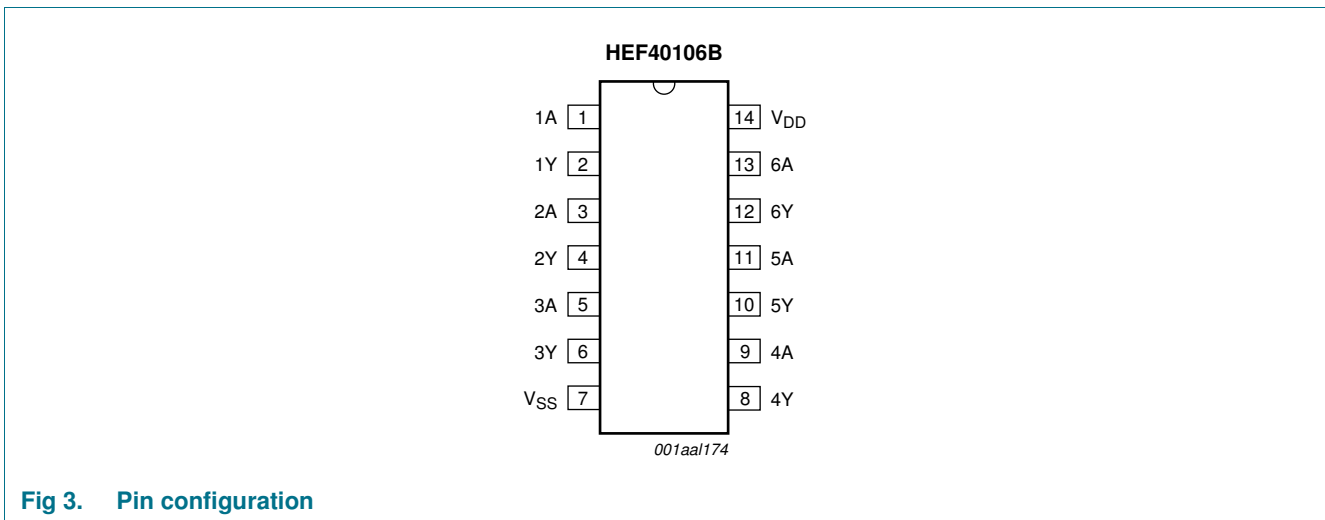 HEF40106B
1A 1 14 VDD
1Y 2 13 6A
2A 3 12 6Y
2Y 4 11 5A
3A 5 10 5Y
3Y 6 9 4A
VSS 7 8 4Y
001aal174
Fig 3. Pin configuration